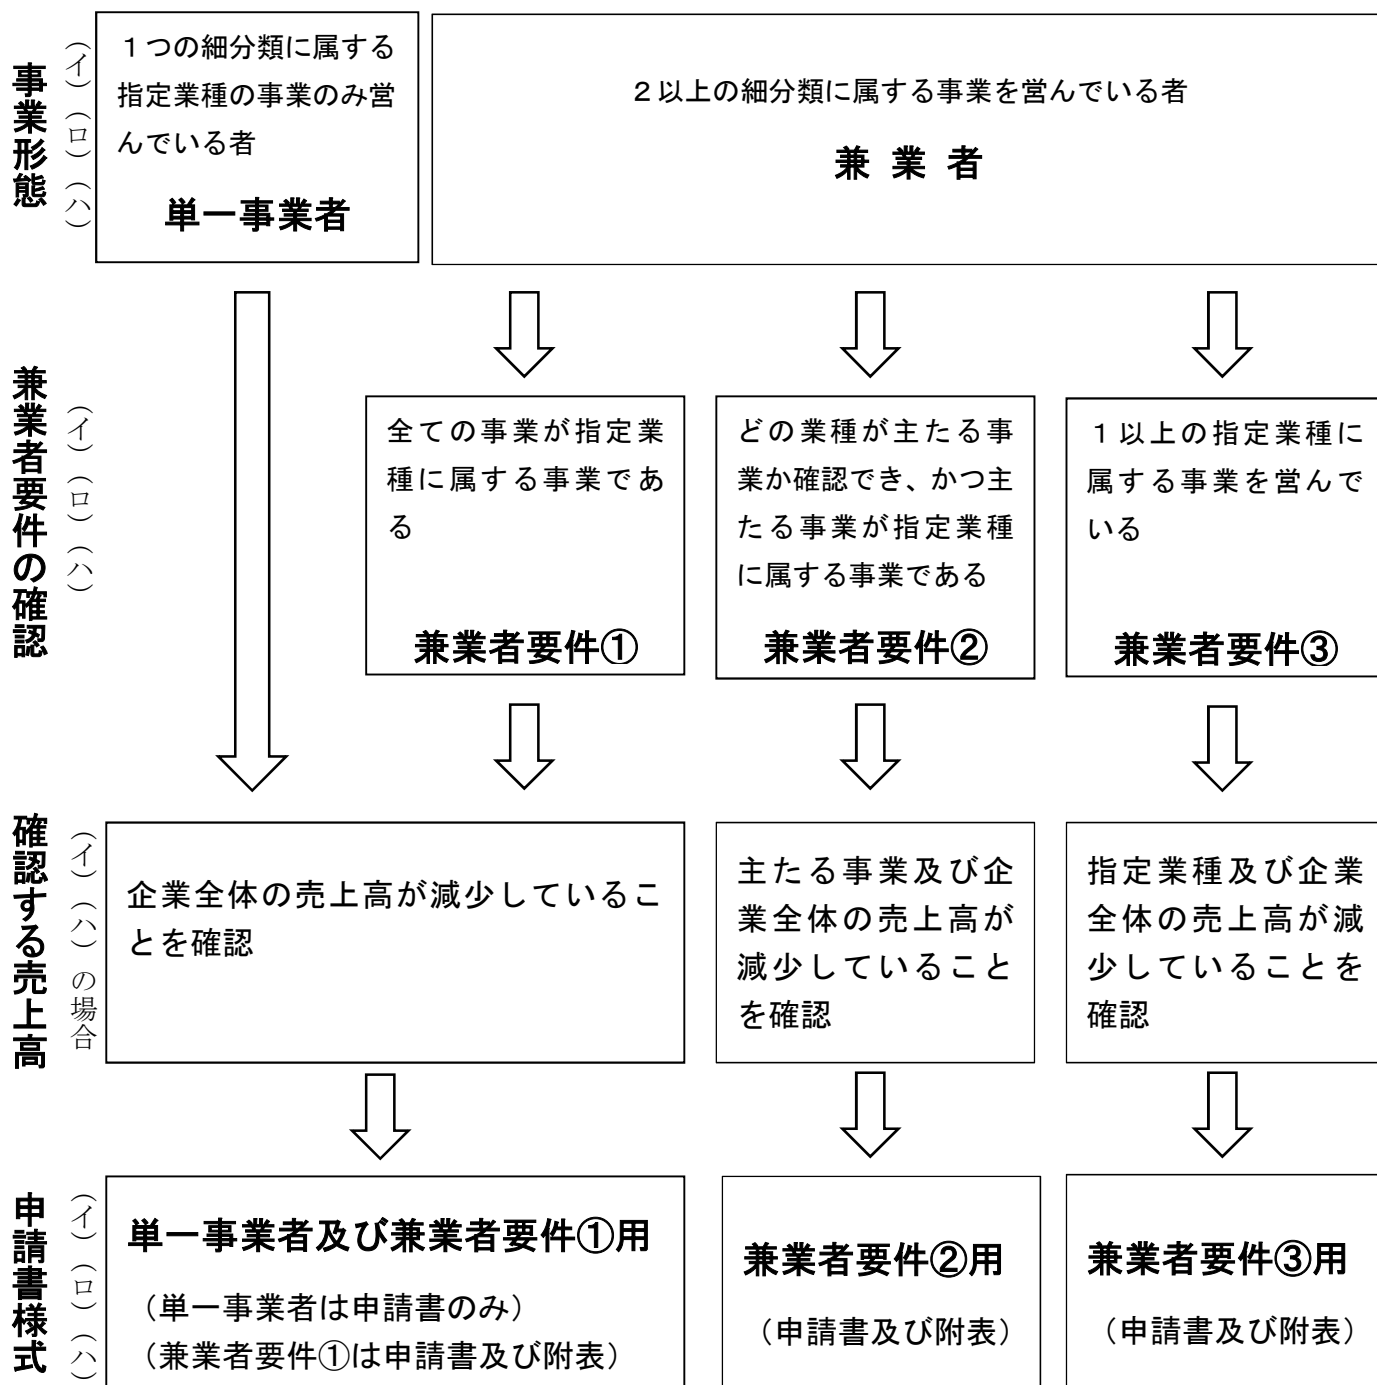 事業形態
（イ）（ロ）（ハ）
１つの細分類に属する
指定業種の事業のみ営
んでいる者
単一事業者
２以上の細分類に属する事業を営んでいる者
兼 業 者
兼業者要件の確認
（イ）（ロ）（ハ）
全ての事業が指定業
種に属する事業であ
る
兼業者要件①
どの業種が主たる事
業か確認でき、かつ主
たる事業が指定業種
に属する事業である
兼業者要件②
１以上の指定業種に
属する事業を営んで
いる
兼業者要件③
確認する売上高
（イ）（ハ）の場合
企業全体の売上高が減少しているこ
とを確認
主たる事業及び企
業全体の売上高が
減少していること
を確認
指定業種及び企業
全体の売上高が減
少していることを
確認
申請書様式
（イ）（ロ）（ハ）
単一事業者及び兼業者要件①用
（単一事業者は申請書のみ）
（兼業者要件①は申請書及び附表）
兼業者要件②用
（申請書及び附表）
兼業者要件③用
（申請書及び附表）